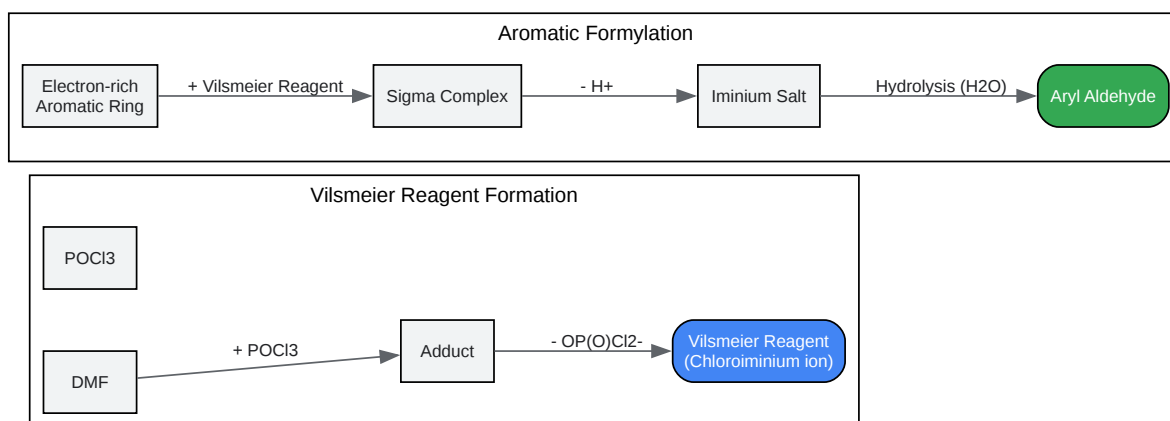 Aromatic Formylation
Electron-rich
Aromatic Ring
+ Vilsmeier Reagent
Sigma Complex
- H+
Iminium Salt
Hydrolysis (H2O)
Aryl Aldehyde
Vilsmeier Reagent Formation
POCl3
DMF
+ POCl3
Adduct
- OP(O)Cl2-
Vilsmeier Reagent
(Chloroiminium ion)